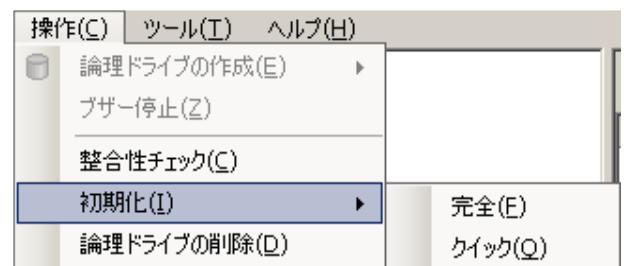 操作(C) ツール(T) ヘルプ(H)
論理ドライブの作成(E)
ブザー停止(Z)
整合性チェック(C)
初期化(I)
完全(F)
論理ドライブの削除(D)
クイック(Q)